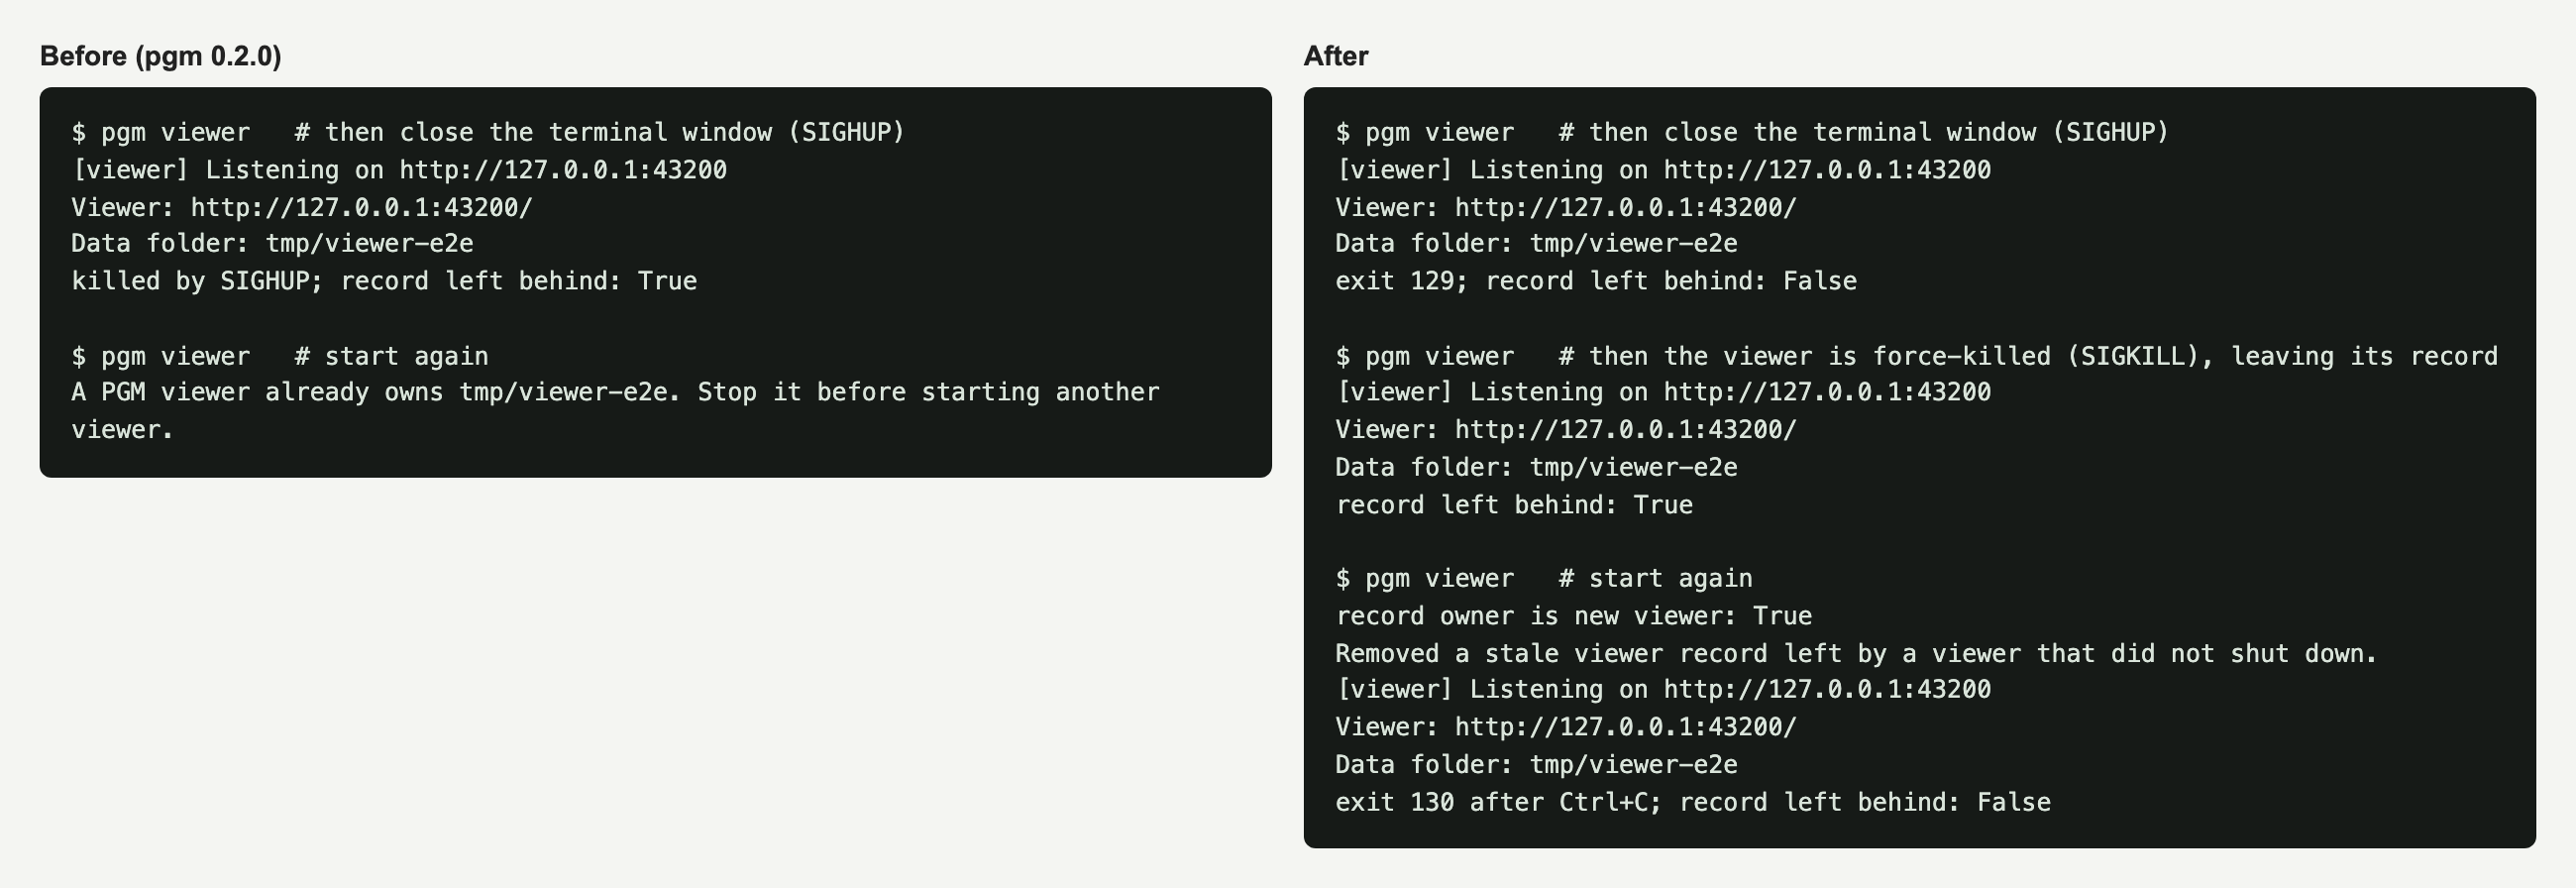 Before (pgm 0.2.0)
$ pgm viewer   # then close the terminal window (SIGHUP)
[viewer] Listening on http://127.0.0.1:43200
Viewer: http://127.0.0.1:43200/
Data folder: tmp/viewer-e2e
killed by SIGHUP; record left behind: True
$ pgm viewer   # start again
A PGM viewer already owns tmp/viewer-e2e. Stop it before starting another
viewer.
After
$ pgm viewer   # then close the terminal window (SIGHUP)
[viewer] Listening on http://127.0.0.1:43200
Viewer: http://127.0.0.1:43200/
Data folder: tmp/viewer-e2e
exit 129; record left behind: False
$ pgm viewer   # then the viewer is force-killed (SIGKILL), leaving its record
[viewer] Listening on http://127.0.0.1:43200
Viewer: http://127.0.0.1:43200/
Data folder: tmp/viewer-e2e
record left behind: True
$ pgm viewer   # start again
record owner is new viewer: True
Removed a stale viewer record left by a viewer that did not shut down.
[viewer] Listening on http://127.0.0.1:43200
Viewer: http://127.0.0.1:43200/
Data folder: tmp/viewer-e2e
exit 130 after Ctrl+C; record left behind: False